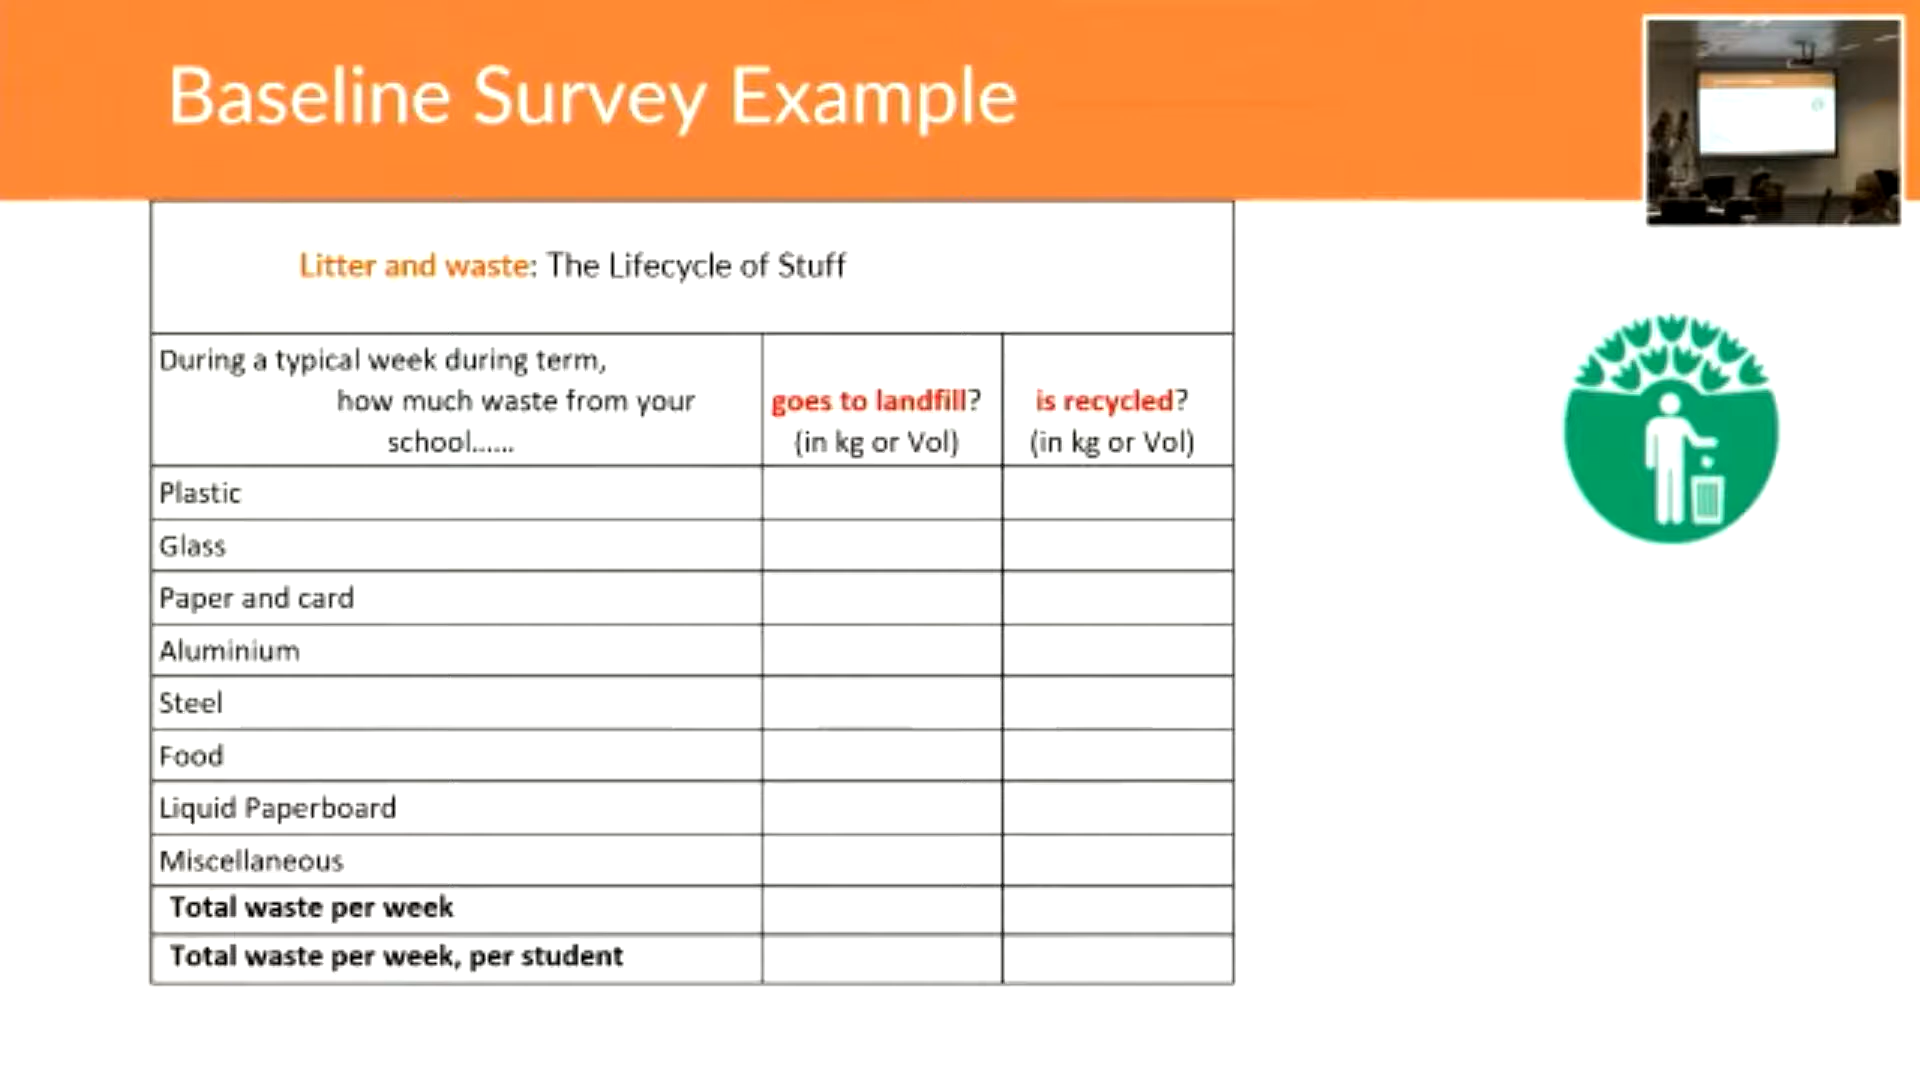 Baseline Survey Example
Litter and waste: The Lifecycle of Stuff
During a typical week during term,
how much waste from your
school......
goes to landfill?
(in kg or Vol)
is recycled?
(in kg or Vol)
Plastic
Glass
Paper and card
Aluminium
Steel
Food
Liquid Paperboard
Miscellaneous
Total waste per week
Total waste per week, per student